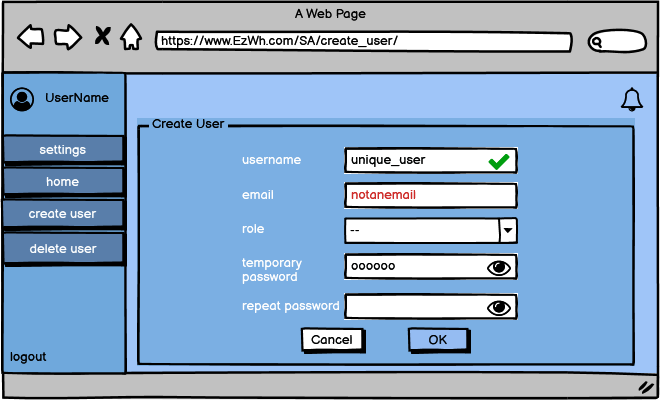 A Web Page
https://www.EzWh.com/SA/create_user/
UserName
settings
home
create user
delete user
logout
Create User
username
unique_user
email
notanemail
role
--
temporary
password
oooooo
repeat password
Cancel
OK